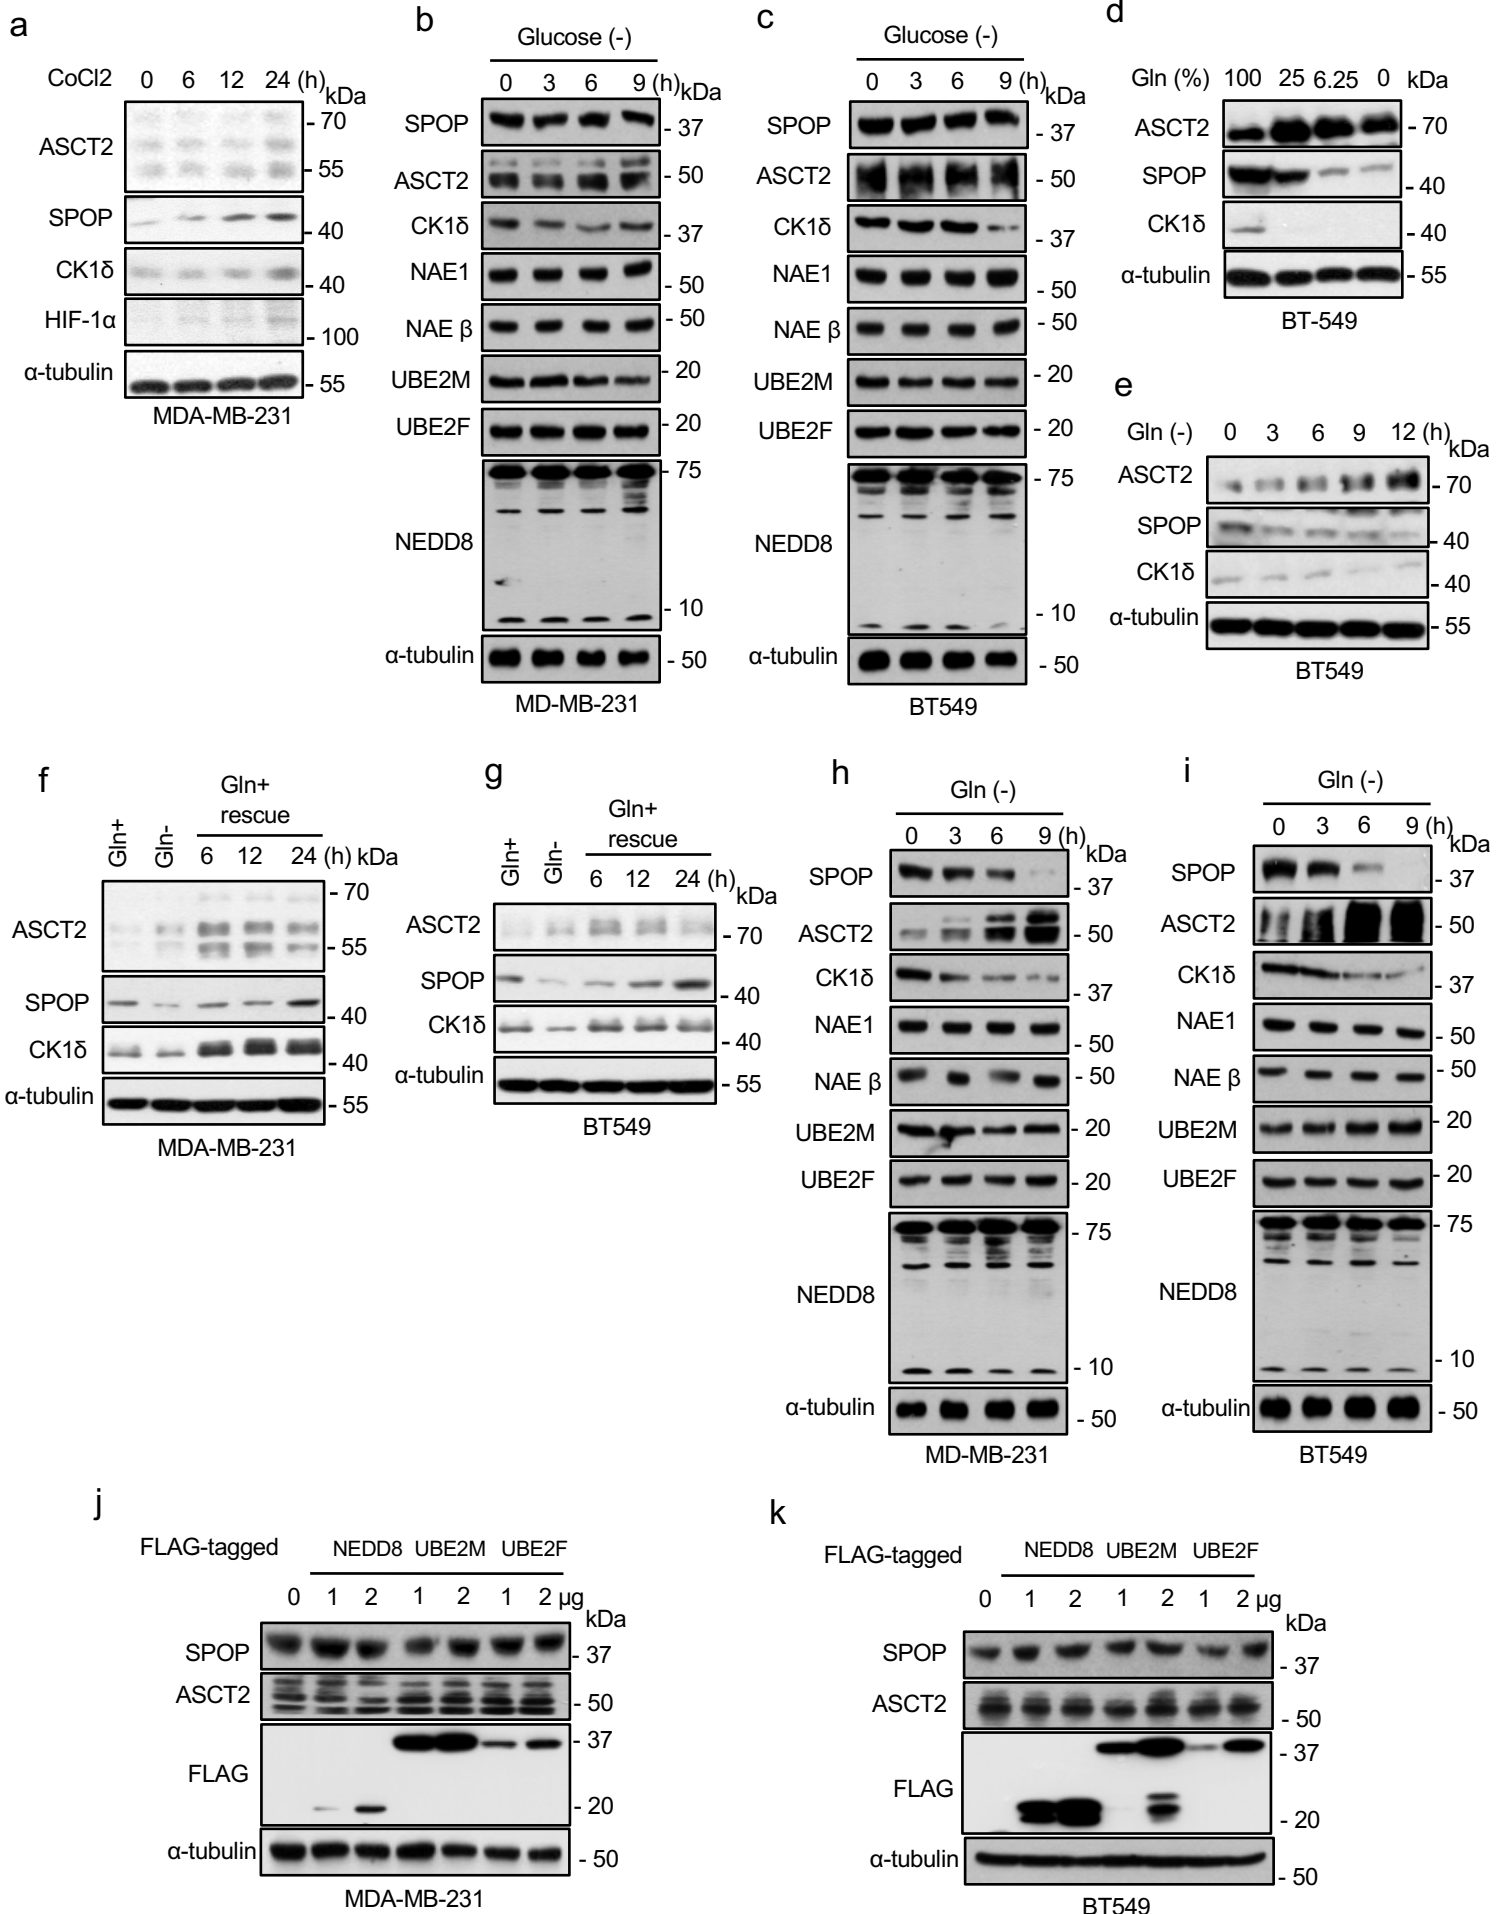 a
CoCl2 0 6 12 24 (h)
kDa
ASCT2
- 70
- 55
SPOP
- 40
CK1δ
- 40
HIF-1α
- 100
α-tubulin
- 55
MDA-MB-231
b
Glucose (-)
0 3 6 9 (h)
kDa
SPOP
- 37
ASCT2
- 50
CK1δ
- 37
NAE1
- 50
NAE β
- 50
UBE2M
- 20
UBE2F
- 20
NEDD8
- 75
- 10
α-tubulin
- 50
MD-MB-231
c
Glucose (-)
0 3 6 9 (h)
kDa
SPOP
- 37
ASCT2
- 50
CK1δ
- 37
NAE1
- 50
NAE β
- 50
UBE2M
- 20
UBE2F
- 20
NEDD8
- 75
- 10
α-tubulin
- 50
BT549
d
Gln (%) 100 25 6.25 0 kDa
ASCT2 - 70
SPOP
- 40
CK1δ
- 40
α-tubulin - 55
BT-549
e
Gln (-) 0 3 6 9 12 (h)
kDa
ASCT2
- 70
SPOP
- 40
CK1δ
- 40
α-tubulin
- 55
BT549
f
Gln+
rescue
Gln+ Gln- 6 12 24 (h) kDa
ASCT2
- 70
- 55
SPOP
- 40
CK1δ
- 40
α-tubulin
- 55
MDA-MB-231
g
Gln+
rescue
Gln+ Gln- 6 12 24 (h)
kDa
ASCT2
- 70
SPOP
- 40
CK1δ
- 40
α-tubulin
- 55
BT549
h
Gln (-)
0 3 6 9 (h)
kDa
SPOP
- 37
ASCT2 - 50
CK1δ
- 37
NAE1
- 50
NAE β - 50
UBE2M - 20
UBE2F - 20
NEDD8
- 75
- 10
α-tubulin
- 50
MD-MB-231
i
Gln (-)
0 3 6 9 (h)
kDa
SPOP
- 37
ASCT2 - 50
CK1δ
- 37
NAE1
- 50
NAE β - 50
UBE2M - 20
UBE2F - 20
NEDD8
- 75
- 10
α-tubulin - 50
BT549
j
FLAG-tagged NEDD8 UBE2M UBE2F
0 1 2 1 2 1 2 µg
kDa
SPOP - 37
ASCT2 - 50
FLAG
- 37
- 20
α-tubulin - 50
MDA-MB-231
k
FLAG-tagged NEDD8 UBE2M UBE2F
0 1 2 1 2 1 2 µg
kDa
SPOP
- 37
ASCT2
- 50
FLAG
- 37
- 20
α-tubulin
- 50
BT549